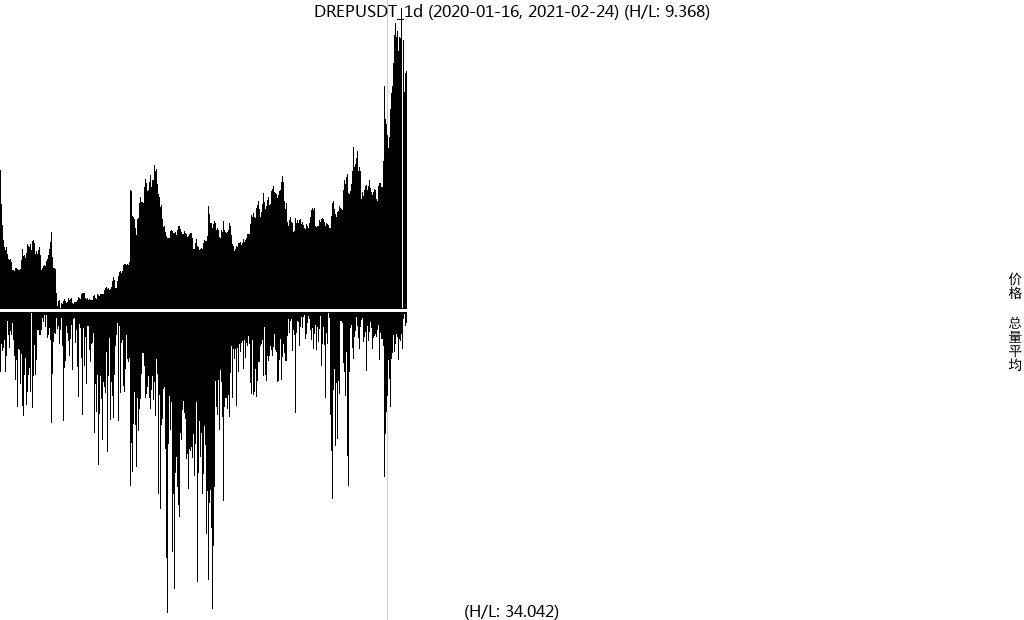 DREPUSDT_1d (2020-01-16, 2021-02-24) (H/L: 9.368)
价格 总量平均
(H/L: 34.042)